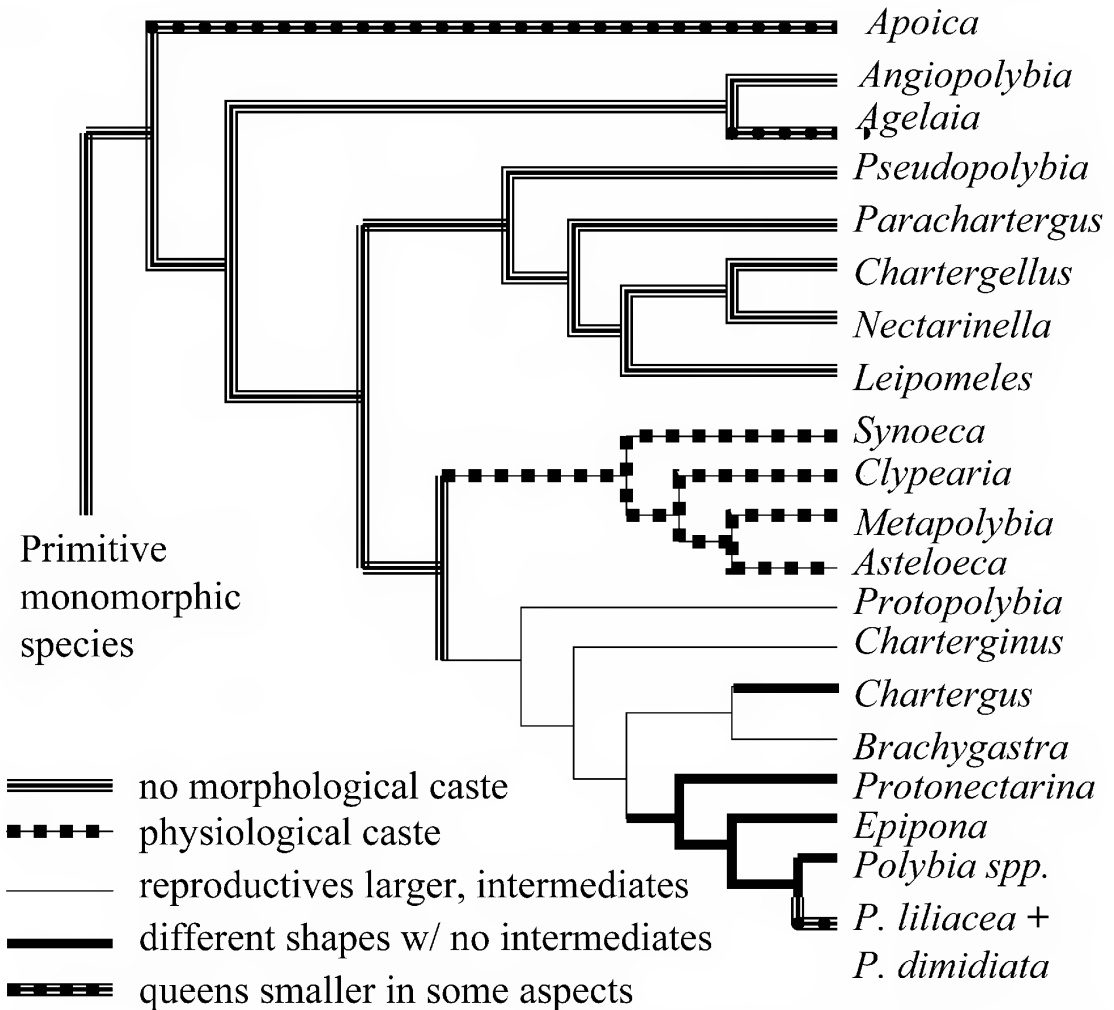 Apoica
Angiopolybia
Agelaia
Pseudopolybia
Parachartergus
Chartergellus
Nectarinella
Leipomeles
Synoeca
Clypearia
Metapolybia
Asteloeca
Protopolybia
Charterginus
Chartergus
Brachygastra
Protonectarina
Epipona
Polybia spp.
P. liliacea +
P. dimidiata
Primitive
monomorphic
species
no morphological caste
physiological caste
reproductives larger, intermediates
different shapes w/ no intermediates
queens smaller in some aspects